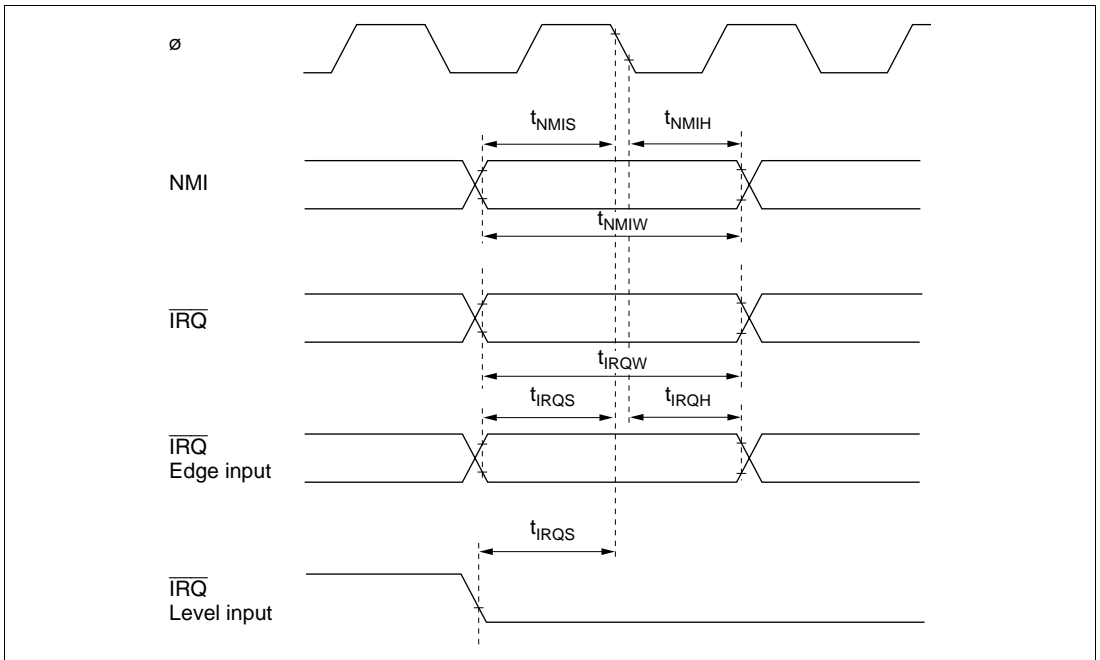 ø
tNMIS
tNMIH
NMI
tNMIW
IRQ
tIRQW
tIRQS
tIRQH
IRQ
Edge input
tIRQS
IRQ
Level input